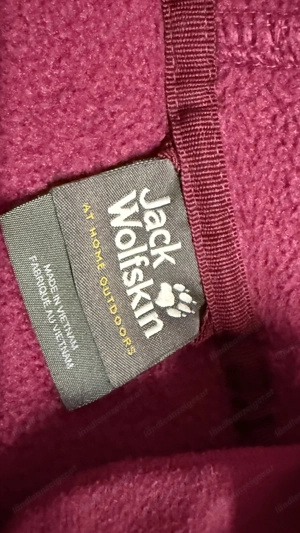 Jack
Wolfskin
AT HOME OUTDOORS
MADE IN VIETNAM
FABRIQUÉ AU VIETNAM